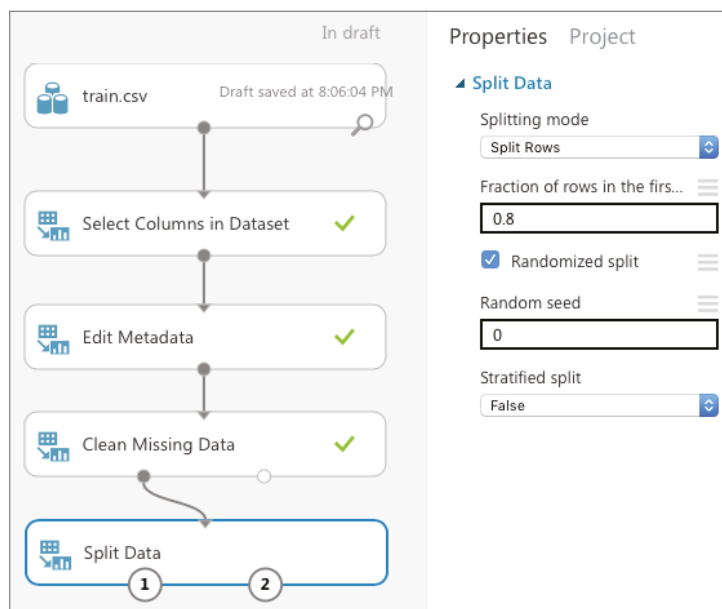 In draft
train.csv
Draft saved at 8:06:04 PM
Select Columns in Dataset
Edit Metadata
Clean Missing Data
Split Data
1
2
Properties
Project
Split Data
Splitting mode
Split Rows
Fraction of rows in the firs...
0.8
Randomized split
Random seed
0
Stratified split
False